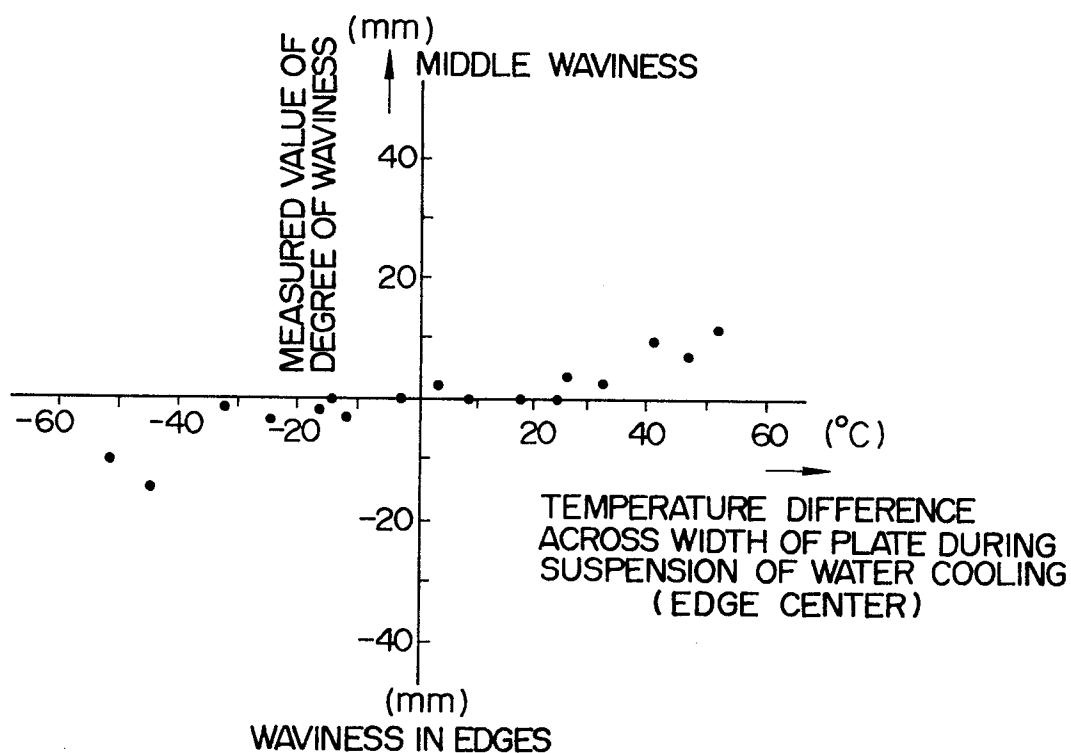 (mm)
MIDDLE WAVINESS
MEASURED VALUE OF
DEGREE OF WAVINESS
40
20
-60
-40
-20
20
40
60
(°C)
-20
-40
TEMPERATURE DIFFERENCE
ACROSS WIDTH OF PLATE DURING
SUSPENSION OF WATER COOLING
(EDGE CENTER)
(mm)
WAVINESS IN EDGES